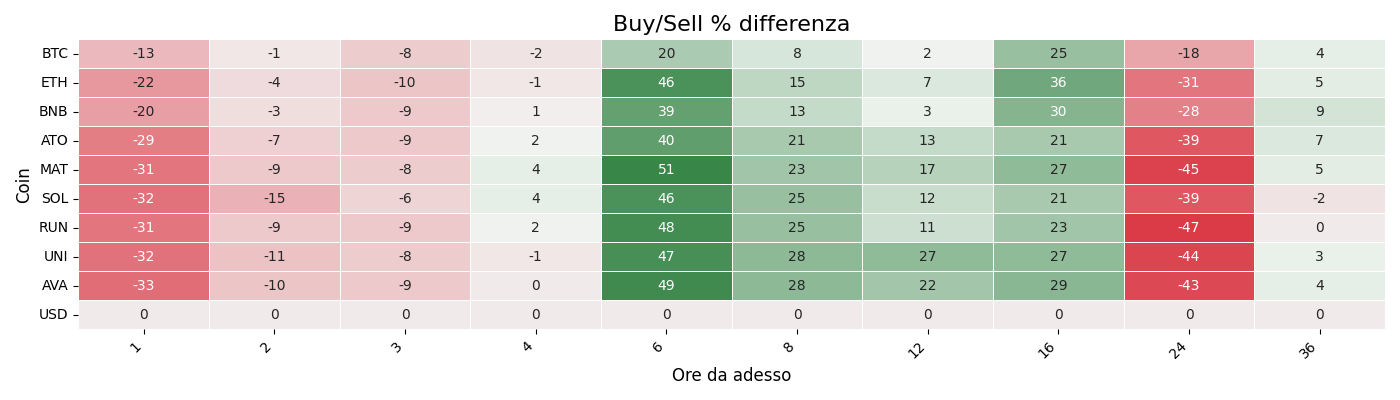 Buy/Sell % differenza
Coin
BTC -13 -1 -8 -2 20 8 2 25 -18 4
ETH -22 -4 -10 -1 46 15 7 36 -31 5
BNB -20 -3 -9 1 39 13 3 30 -28 9
ATO -29 -7 -9 2 40 21 13 21 -39 7
MAT -31 -9 -8 4 51 23 17 27 -45 5
SOL -32 -15 -6 4 46 25 12 21 -39 -2
RUN -31 -9 -9 2 48 25 11 23 -47 0
UNI -32 -11 -8 -1 47 28 27 27 -44 3
AVA -33 -10 -9 0 49 28 22 29 -43 4
USD 0 0 0 0 0 0 0 0 0 0
1 2 3 4 6 8 12 16 24 36
Ore da adesso